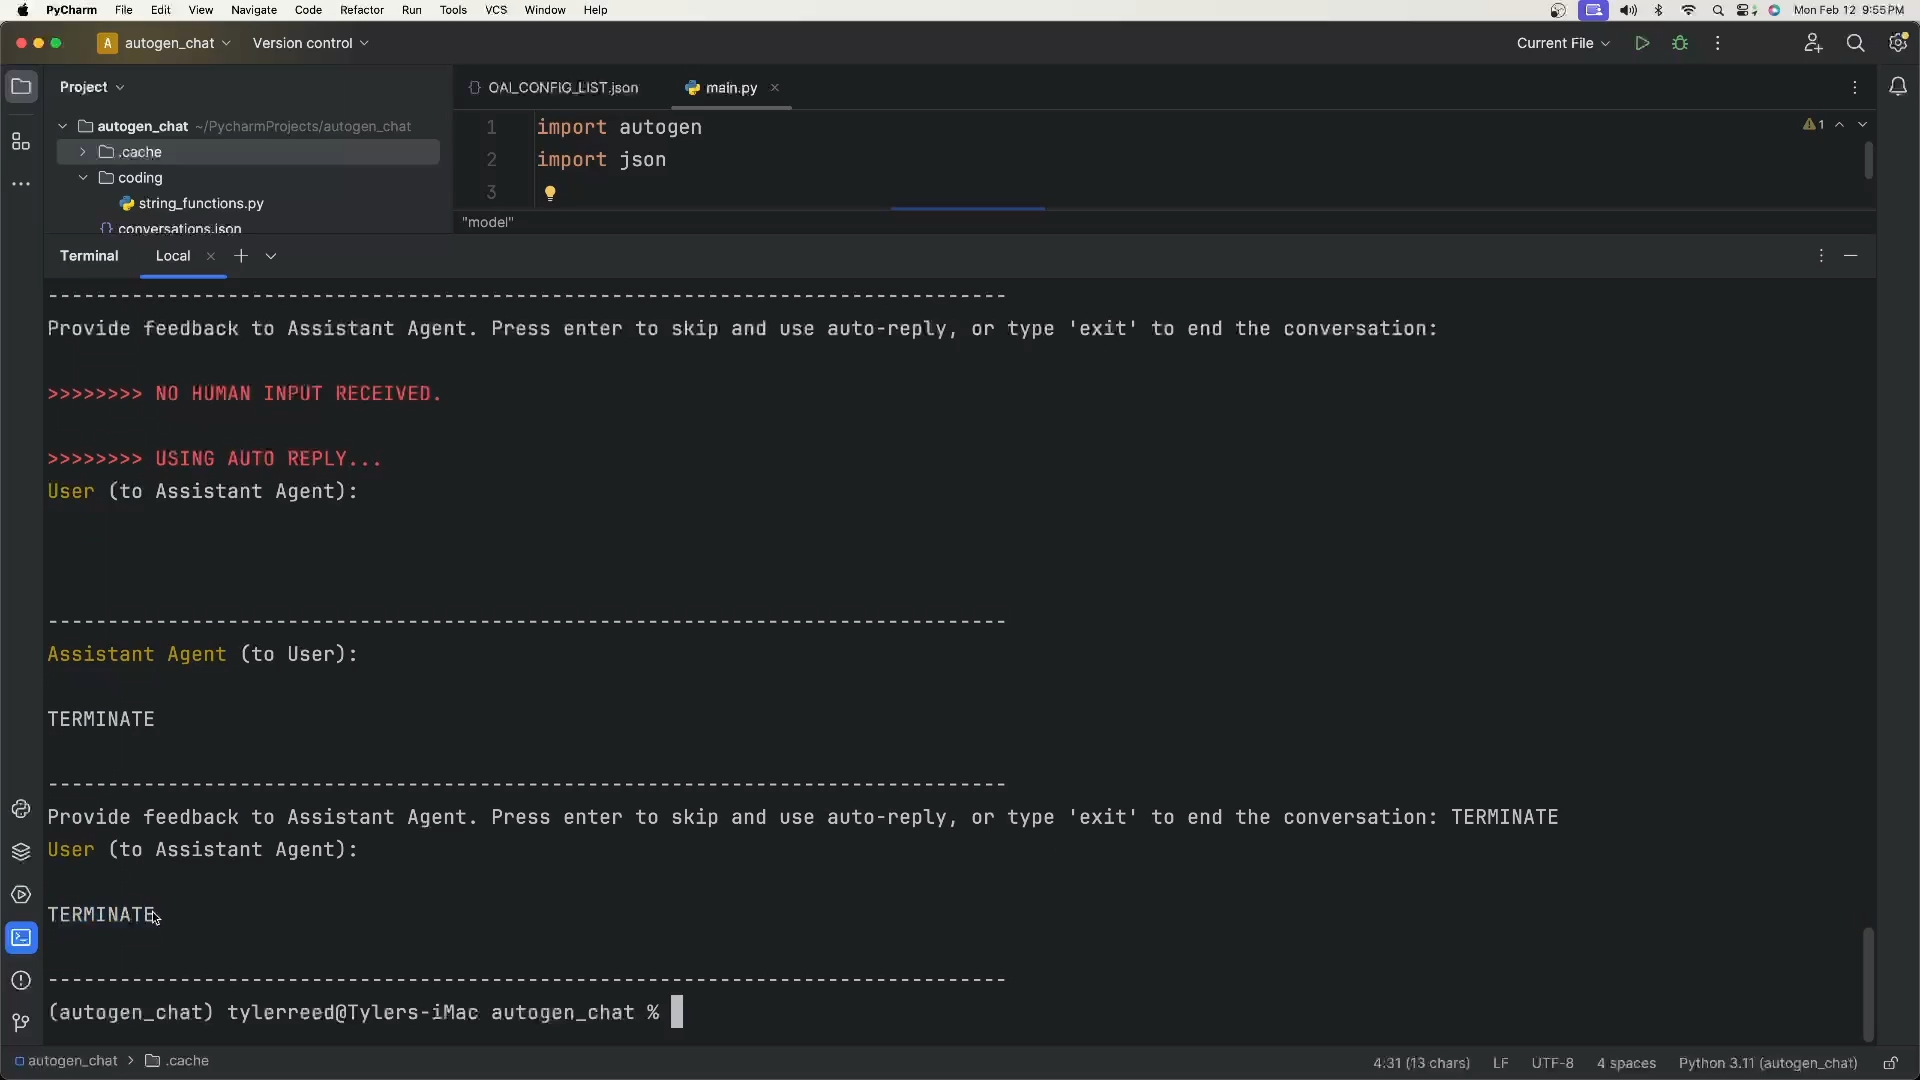 PyCharm File Edit View Navigate Code Refactor Run Tools VCS Window Help Mon Feb 12 9:55 PM
A autogen_chat Version control Current File
Project
OAI_CONFIG_LIST.json main.py
autogen_chat ~/PycharmProjects/autogen_chat
.cache
coding
string_functions.py
conversations.json
1 import autogen
2 import json
3
1
"model"
Terminal Local
--------------------------------------------------------------------------------
Provide feedback to Assistant Agent. Press enter to skip and use auto-reply, or type 'exit' to end the conversation:
>>>>>>>> NO HUMAN INPUT RECEIVED.
>>>>>>>> USING AUTO REPLY...
User (to Assistant Agent):
--------------------------------------------------------------------------------
Assistant Agent (to User):
TERMINATE
--------------------------------------------------------------------------------
Provide feedback to Assistant Agent. Press enter to skip and use auto-reply, or type 'exit' to end the conversation: TERMINATE
User (to Assistant Agent):
TERMINATE
--------------------------------------------------------------------------------
(autogen_chat) tylerreed@Tylers-iMac autogen_chat %
autogen_chat > .cache
4:31 (13 chars) LF UTF-8 4 spaces Python 3.11 (autogen_chat)